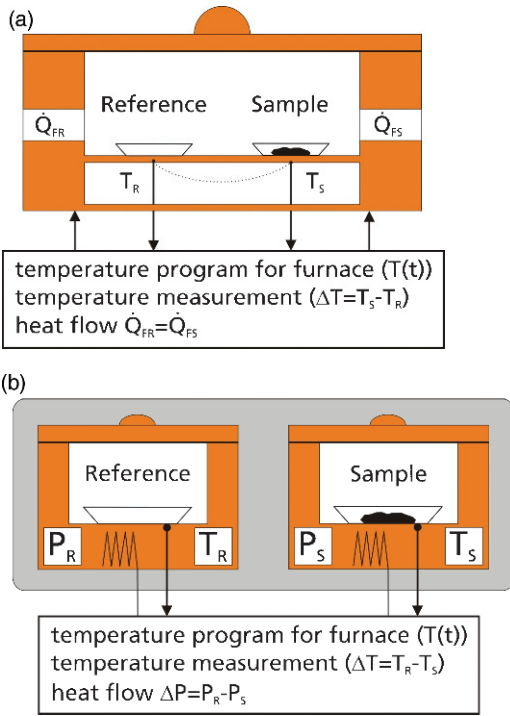 (a)
Reference Sample
Q̇FR Q̇FS
TR TS
temperature program for furnace (T(t))
temperature measurement (ΔT=TS-TR)
heat flow Q̇FR=Q̇FS
(b)
Reference Sample
PR TR PS TS
temperature program for furnace (T(t))
temperature measurement (ΔT=TR-TS)
heat flow ΔP=PR-PS